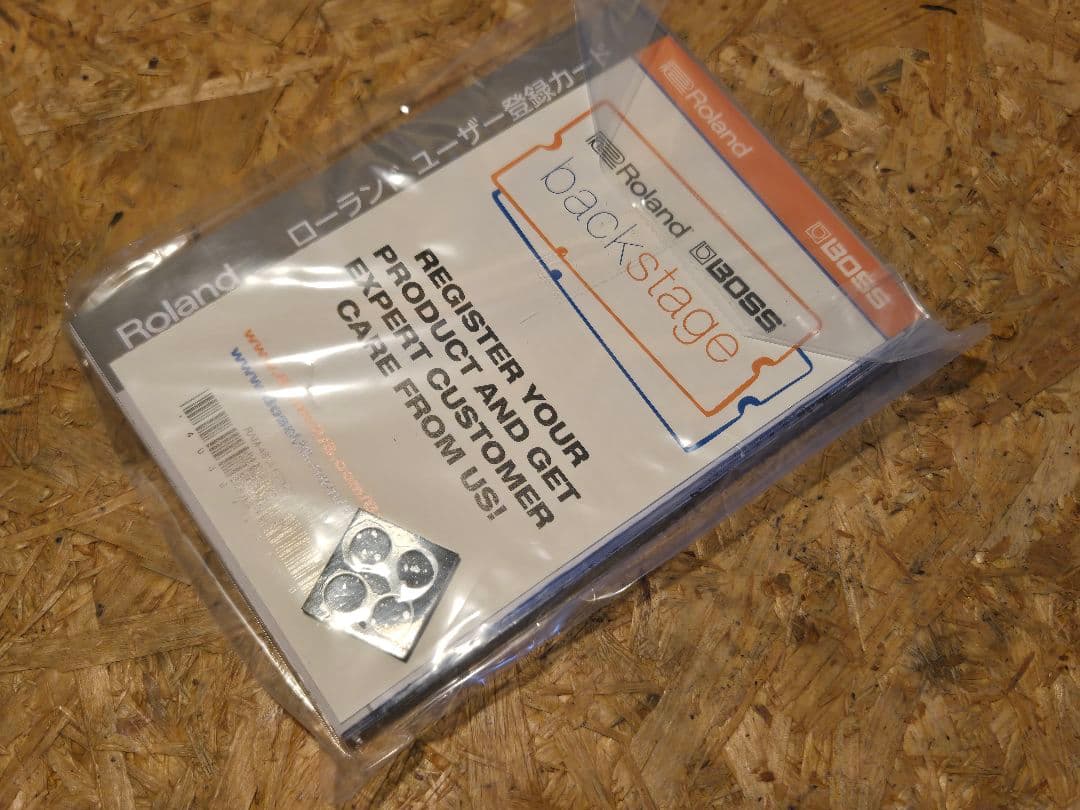 Roland ローランド ユーザー登録カード
Roland BOSS
Roland BOSS
backstage
REGISTER YOUR
PRODUCT AND GET
EXPERT CUSTOMER
CARE FROM US!